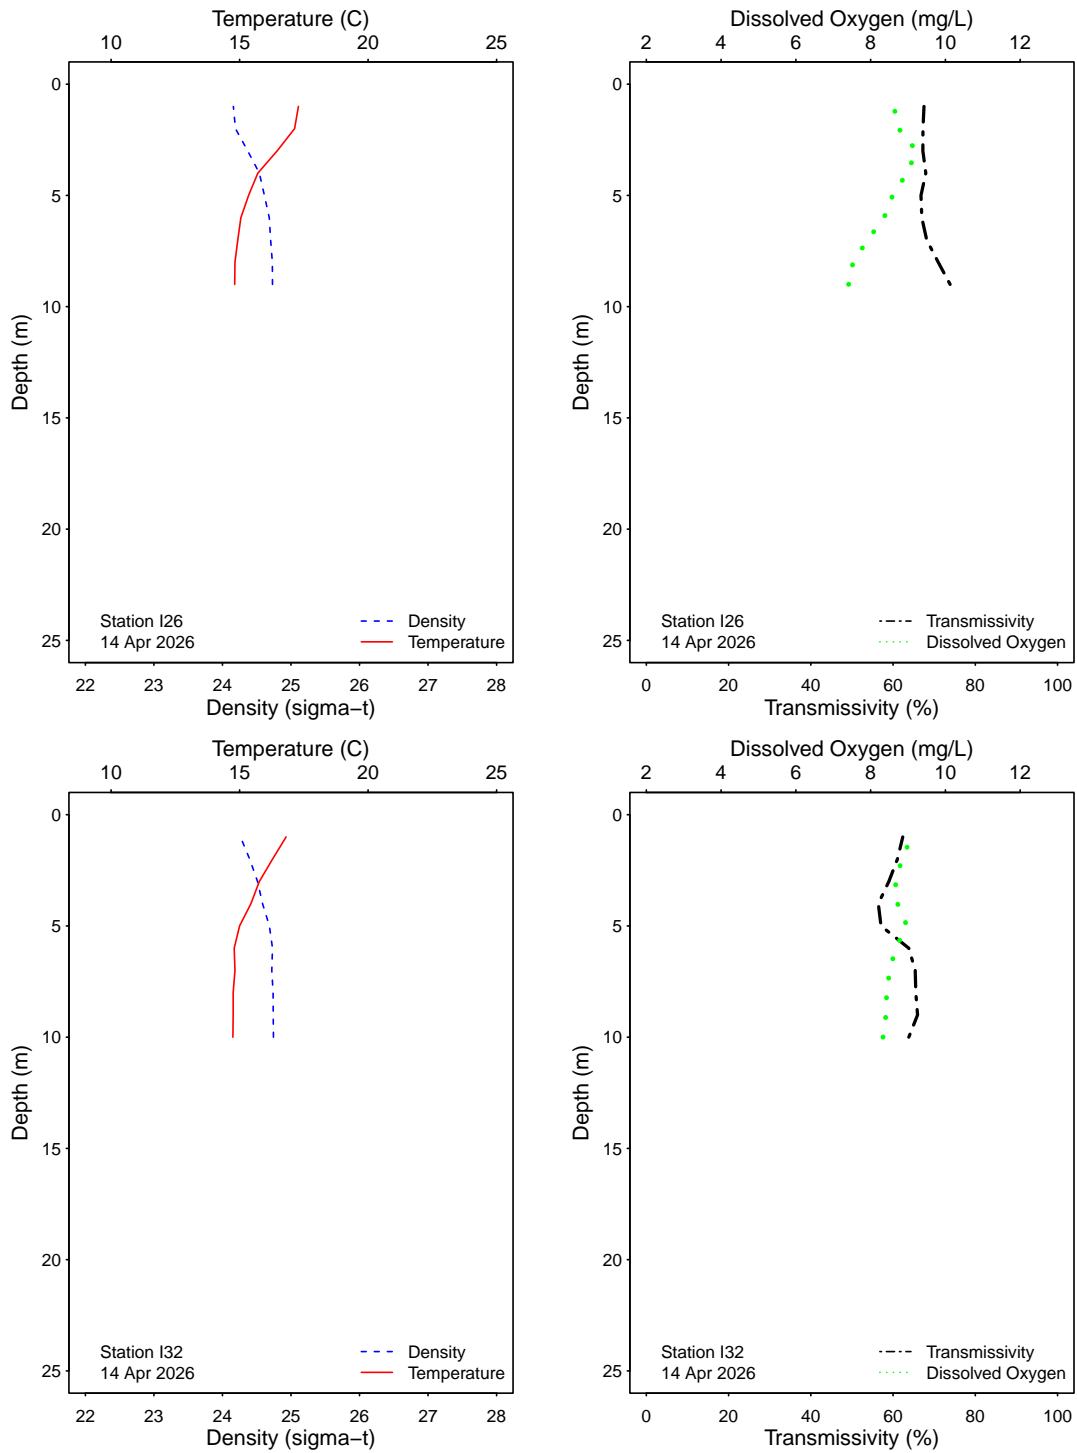 Temperature (C)
10 15 20 25
0
5
10
15
20
25
Depth (m)
Station I26
14 Apr 2026
Density
Temperature
22 23 24 25 26 27 28
Density (sigma−t)
Dissolved Oxygen (mg/L)
2 4 6 8 10 12
0
5
10
15
20
25
Depth (m)
Station I26
14 Apr 2026
Transmissivity
Dissolved Oxygen
0 20 40 60 80 100
Transmissivity (%)
Temperature (C)
10 15 20 25
0
5
10
15
20
25
Depth (m)
Station I32
14 Apr 2026
Density
Temperature
22 23 24 25 26 27 28
Density (sigma−t)
Dissolved Oxygen (mg/L)
2 4 6 8 10 12
0
5
10
15
20
25
Depth (m)
Station I32
14 Apr 2026
Transmissivity
Dissolved Oxygen
0 20 40 60 80 100
Transmissivity (%)